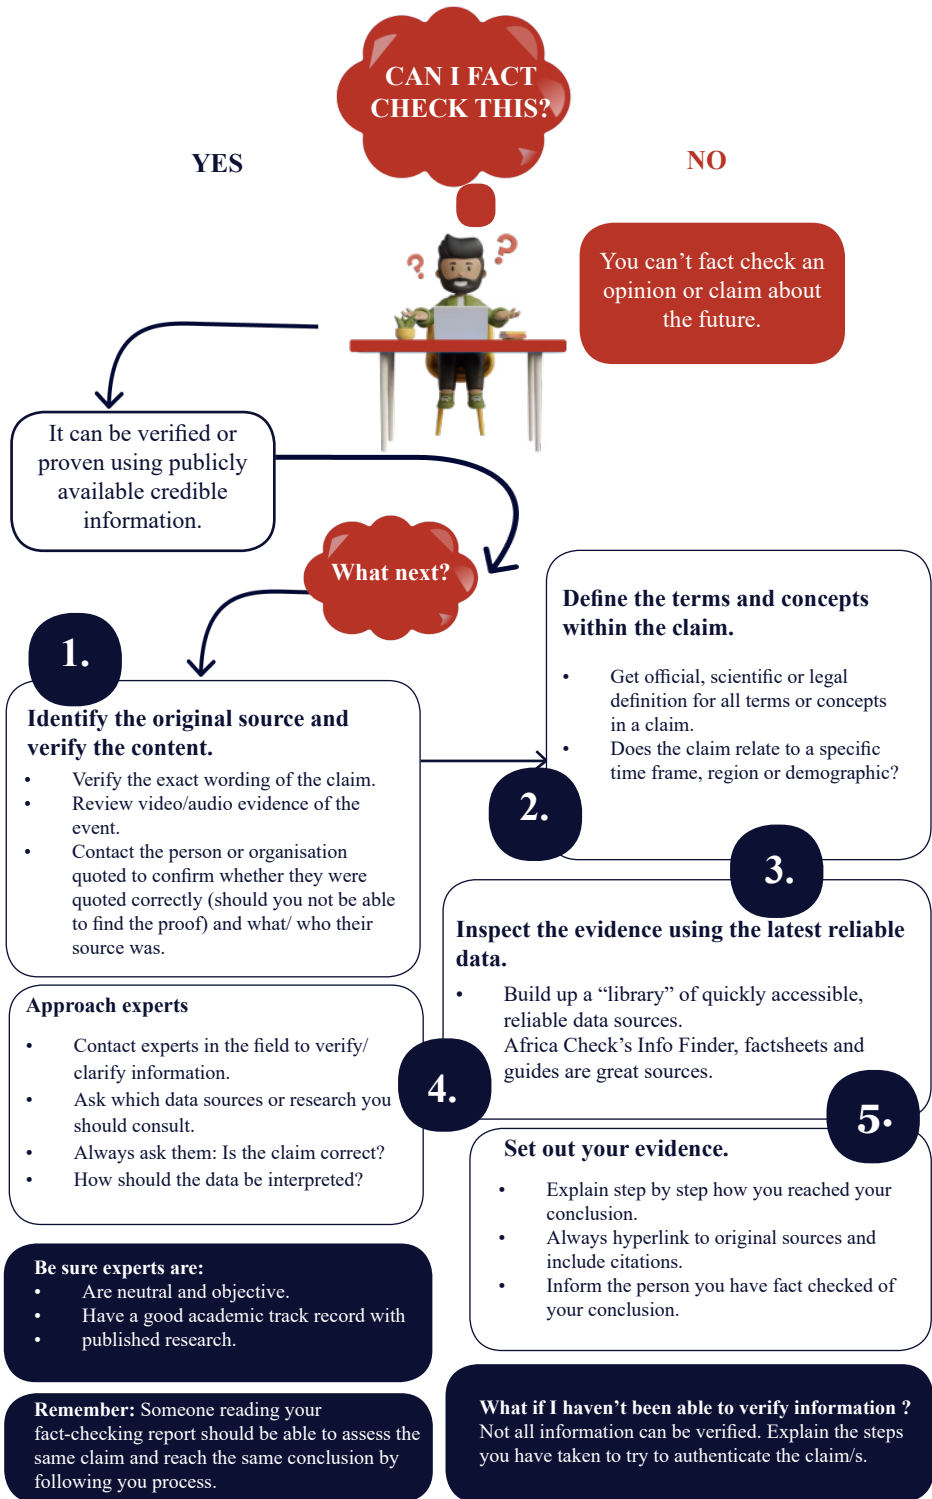 CAN I FACT
CHECK THIS?
YES
NO
You can’t fact check an
opinion or claim about
the future.
It can be verified or
proven using publicly
available credible
information.
What next?
1.
Identify the original source and
verify the content.
• Verify the exact wording of the claim.
• Review video/audio evidence of the
event.
• Contact the person or organisation
quoted to confirm whether they were
quoted correctly (should you not be able
to find the proof) and what/ who their
source was.
2.
Define the terms and concepts
within the claim.
• Get official, scientific or legal
definition for all terms or concepts
in a claim.
• Does the claim relate to a specific
time frame, region or demographic?
3.
Inspect the evidence using the latest reliable
data.
• Build up a “library” of quickly accessible,
reliable data sources.
Africa Check’s Info Finder, factsheets and
guides are great sources.
4.
Approach experts
• Contact experts in the field to verify/
clarify information.
• Ask which data sources or research you
should consult.
• Always ask them: Is the claim correct?
• How should the data be interpreted?
Be sure experts are:
• Are neutral and objective.
• Have a good academic track record with
• published research.
Remember: Someone reading your
fact-checking report should be able to assess the
same claim and reach the same conclusion by
following you process.
5.
Set out your evidence.
• Explain step by step how you reached your
conclusion.
• Always hyperlink to original sources and
include citations.
• Inform the person you have fact checked of
your conclusion.
What if I haven’t been able to verify information ?
Not all information can be verified. Explain the steps
you have taken to try to authenticate the claim/s.